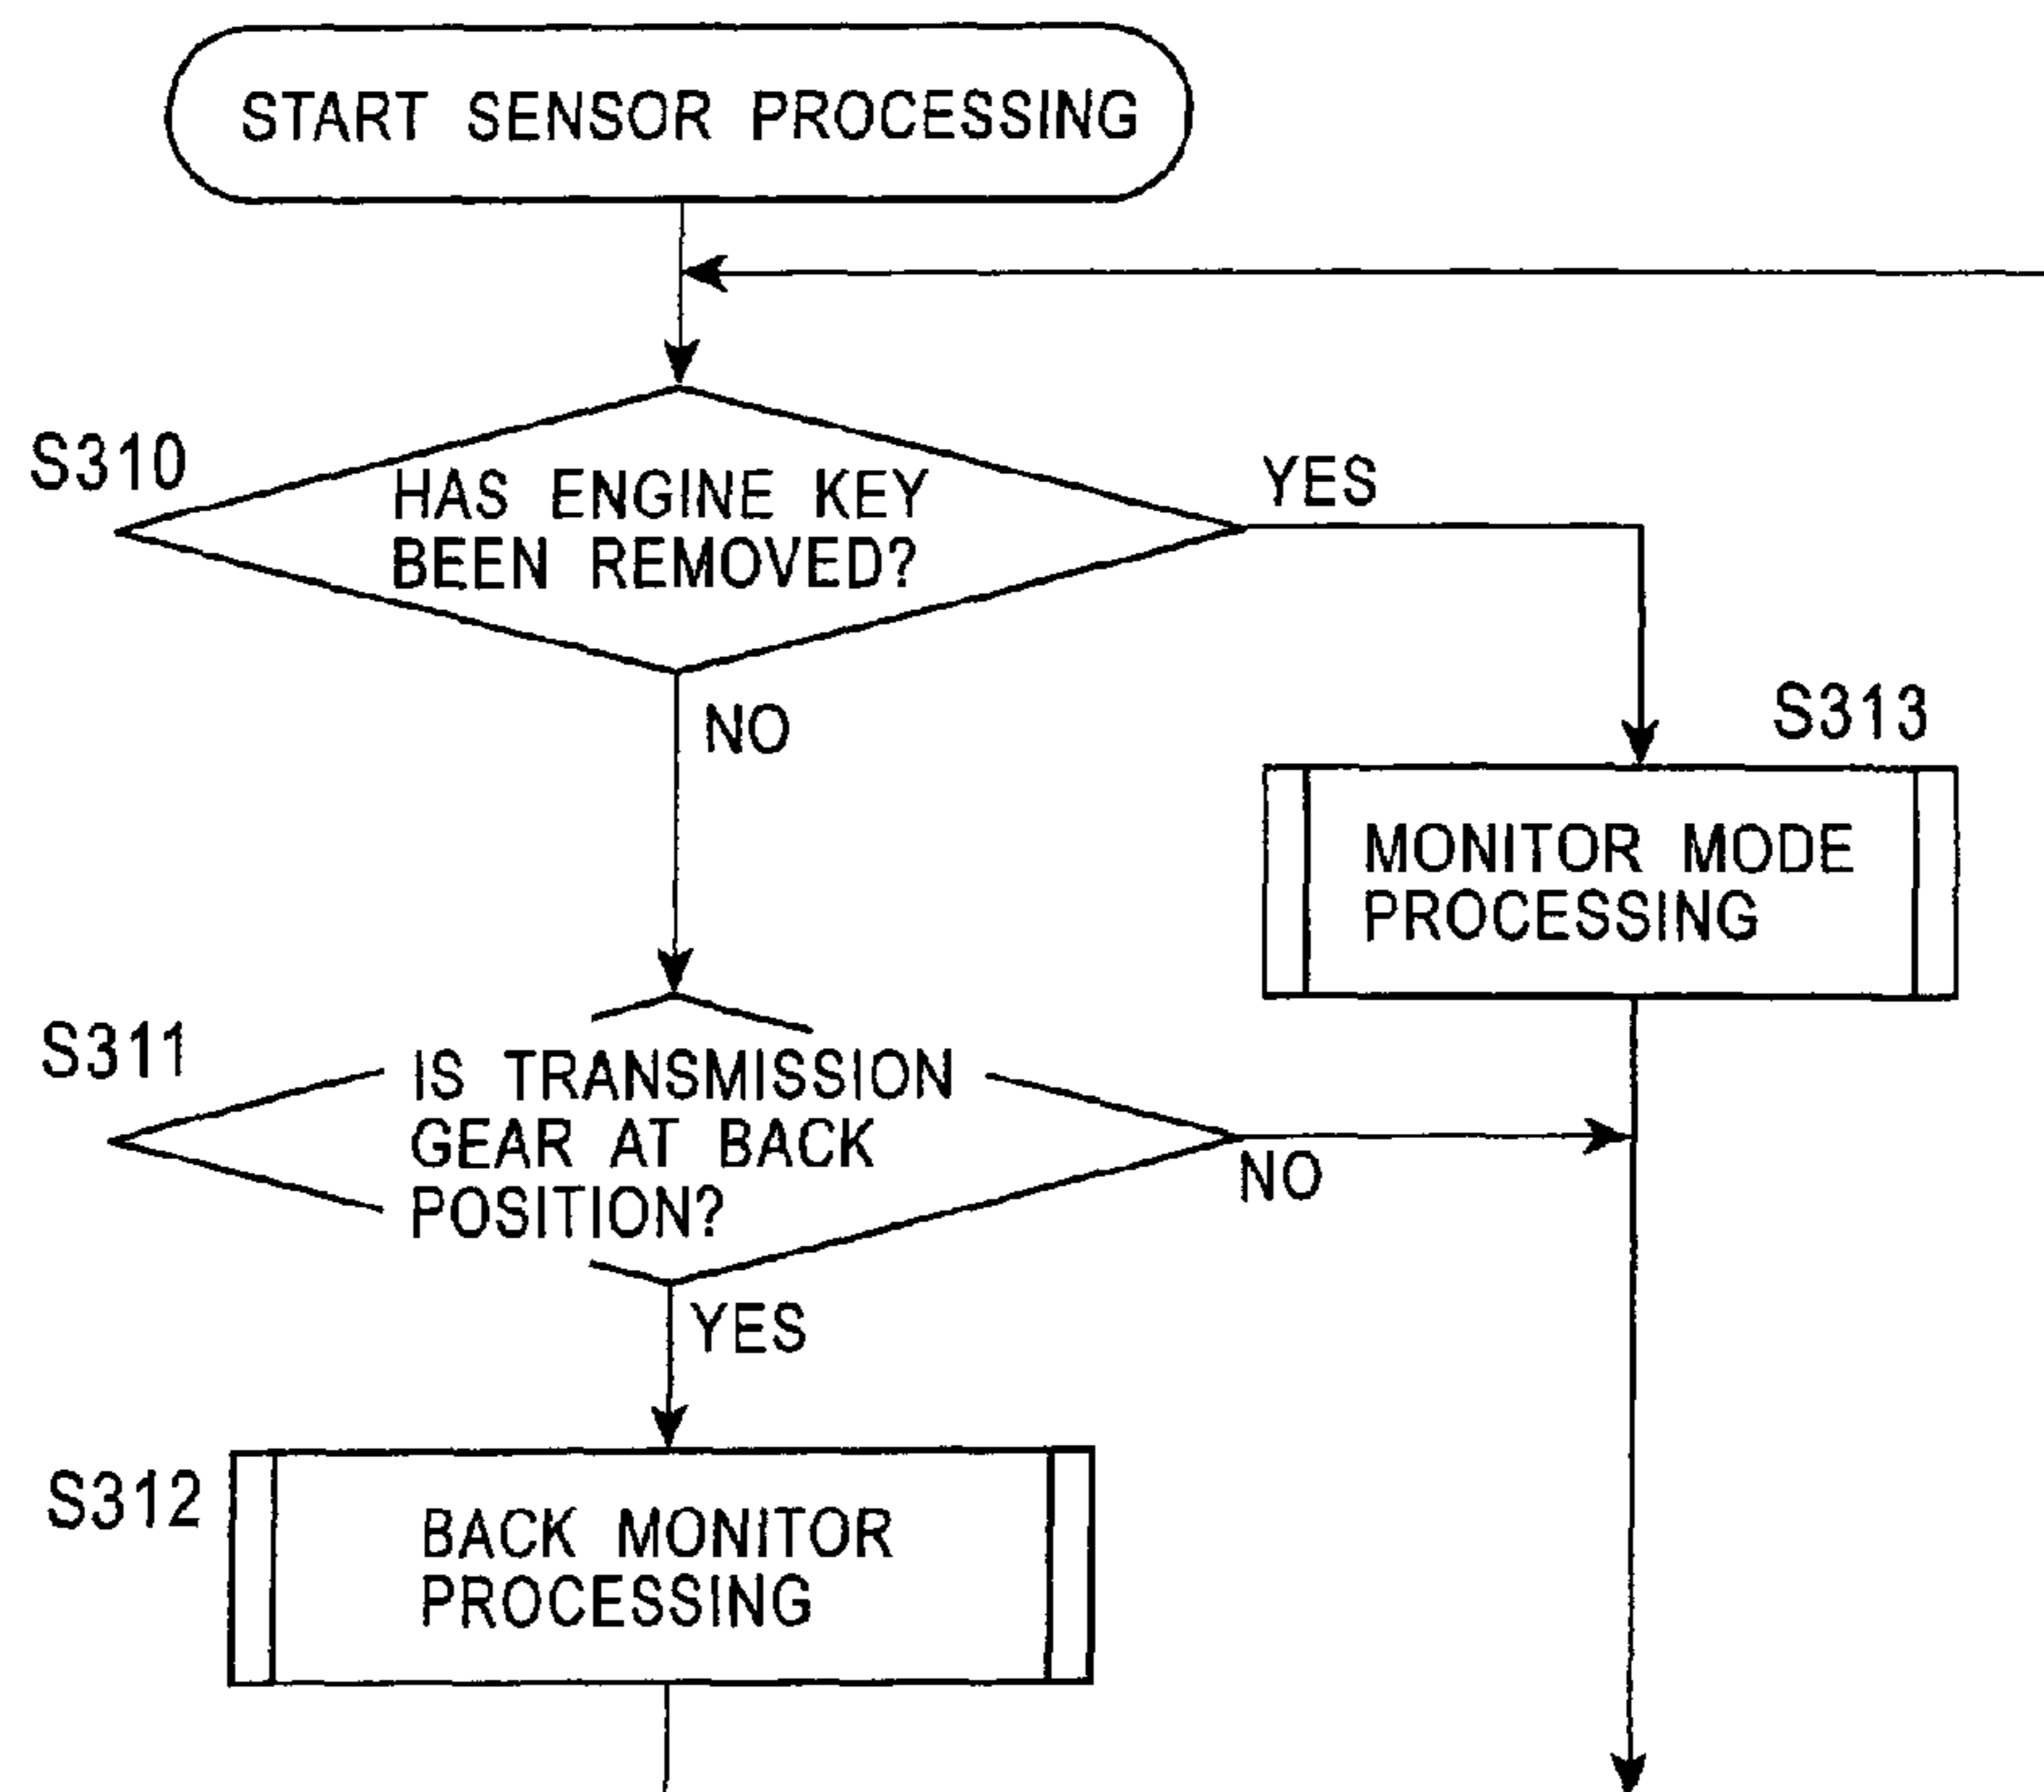 START SENSOR PROCESSING
S310
HAS ENGINE KEY
BEEN REMOVED?
YES
NO
S313
MONITOR MODE
PROCESSING
S311
IS TRANSMISSION
GEAR AT BACK
POSITION?
NO
YES
S312
BACK MONITOR
PROCESSING